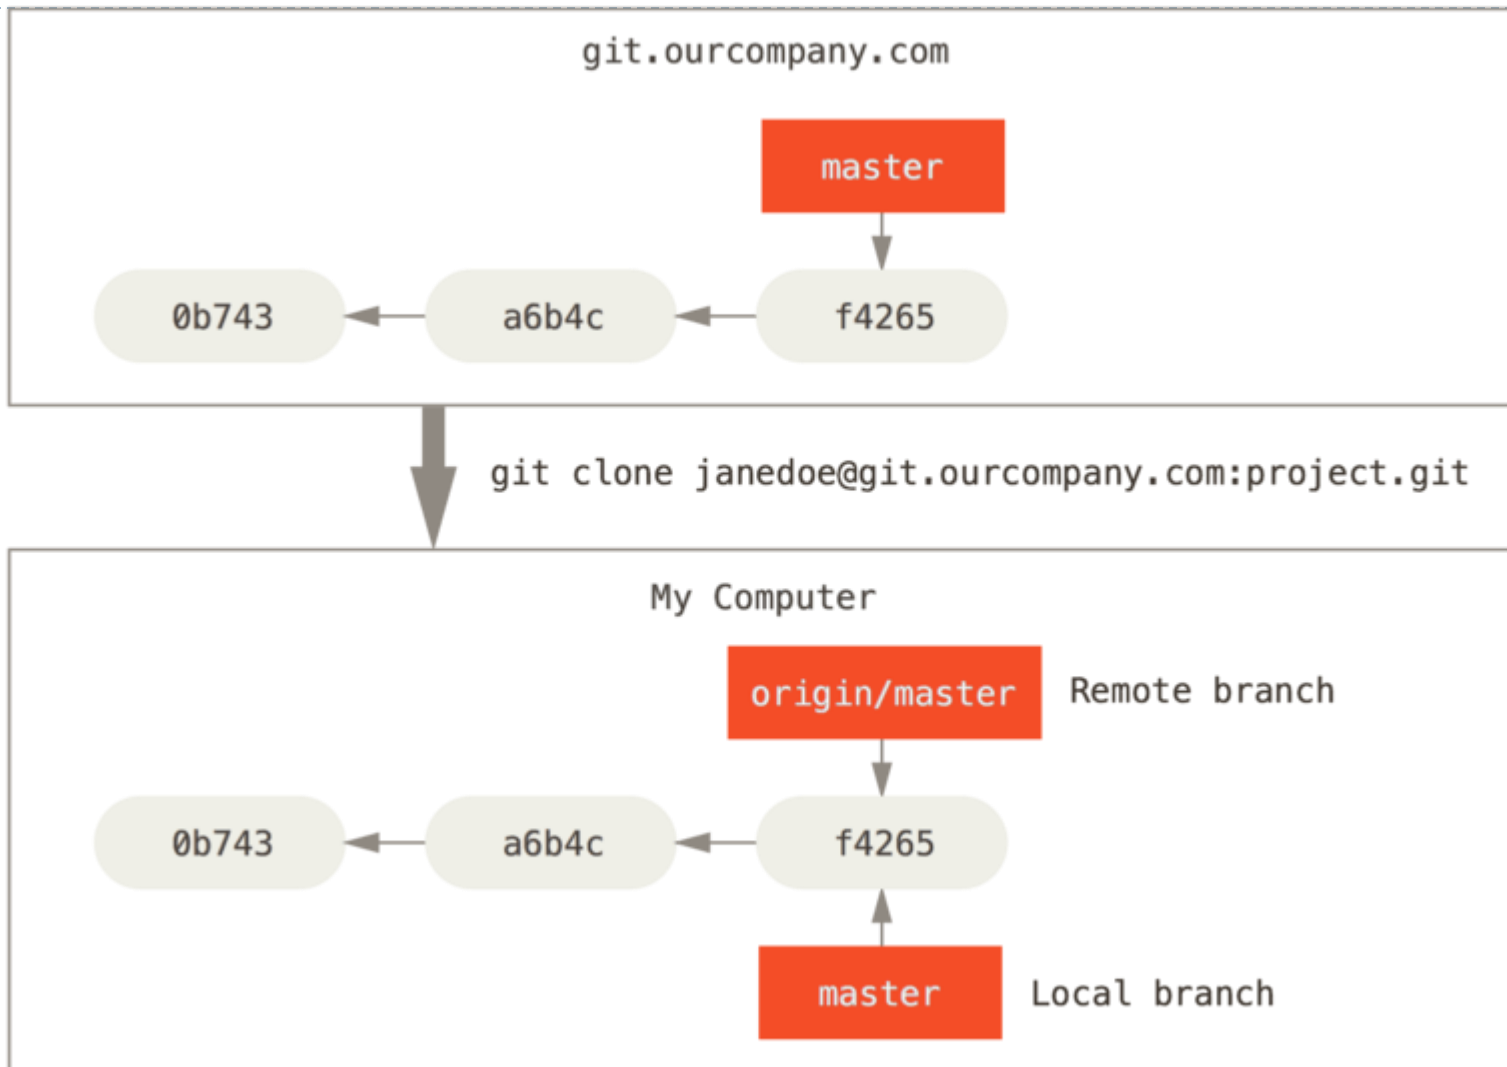 git.ourcompany.com
master
0b743 a6b4c f4265
git clone janedoe@git.ourcompany.com:project.git
My Computer
origin/master Remote branch
0b743 a6b4c f4265
master Local branch